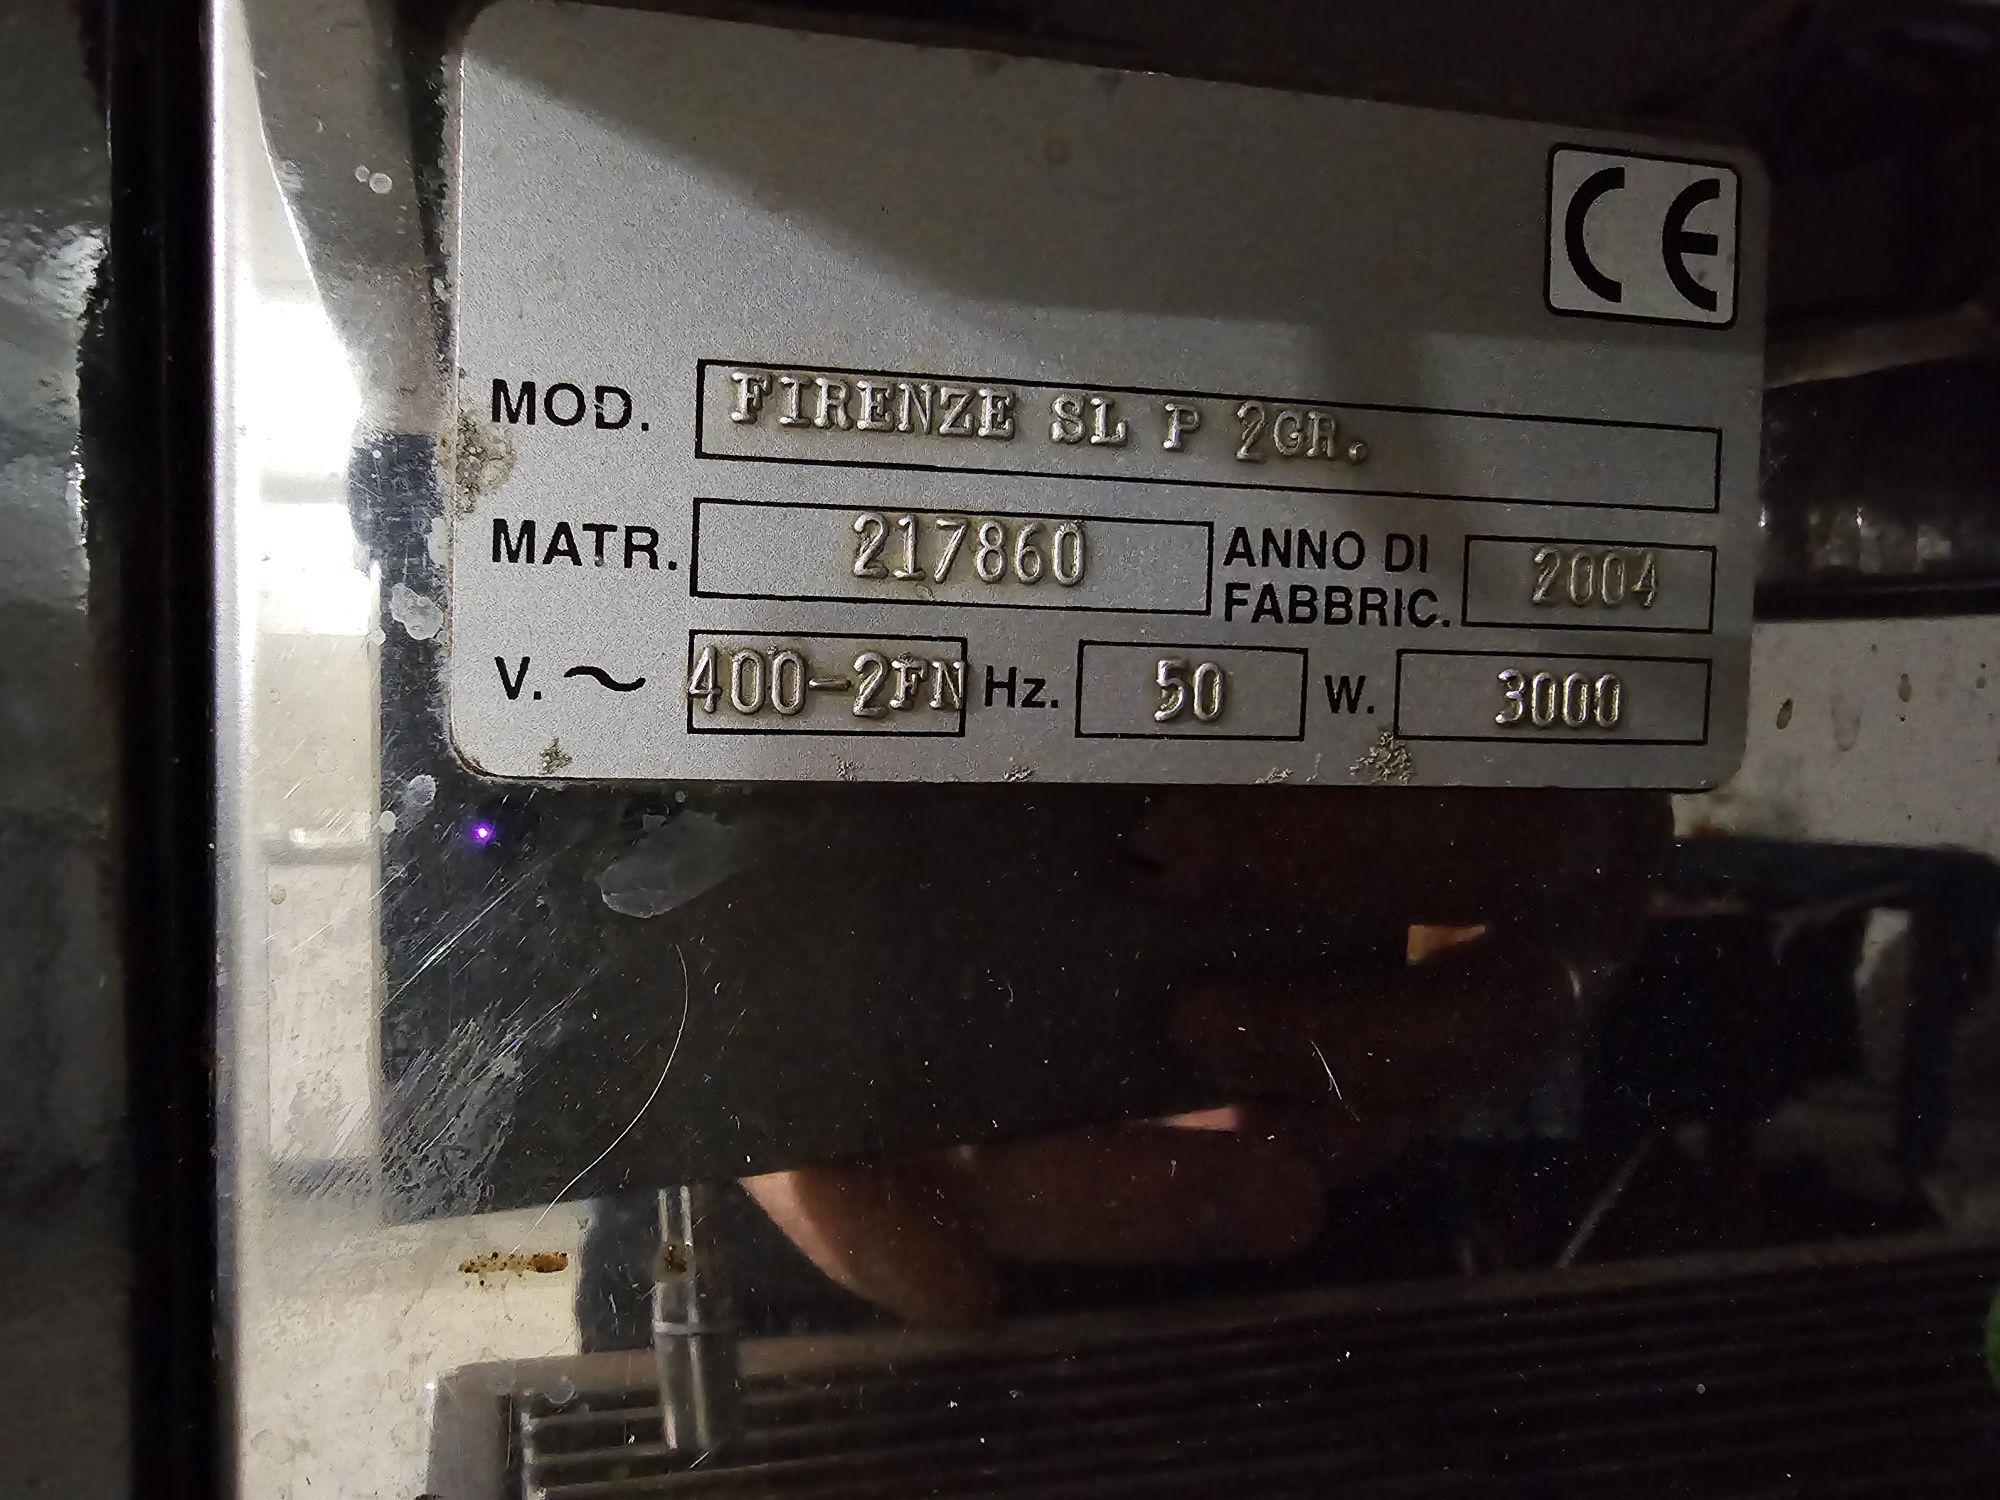 CE
MOD. FIRENZE SL P 2GR.
MATR. 217860 ANNO DI FABBRIC. 2004
V. ~ 400-2FN Hz. 50 W. 3000